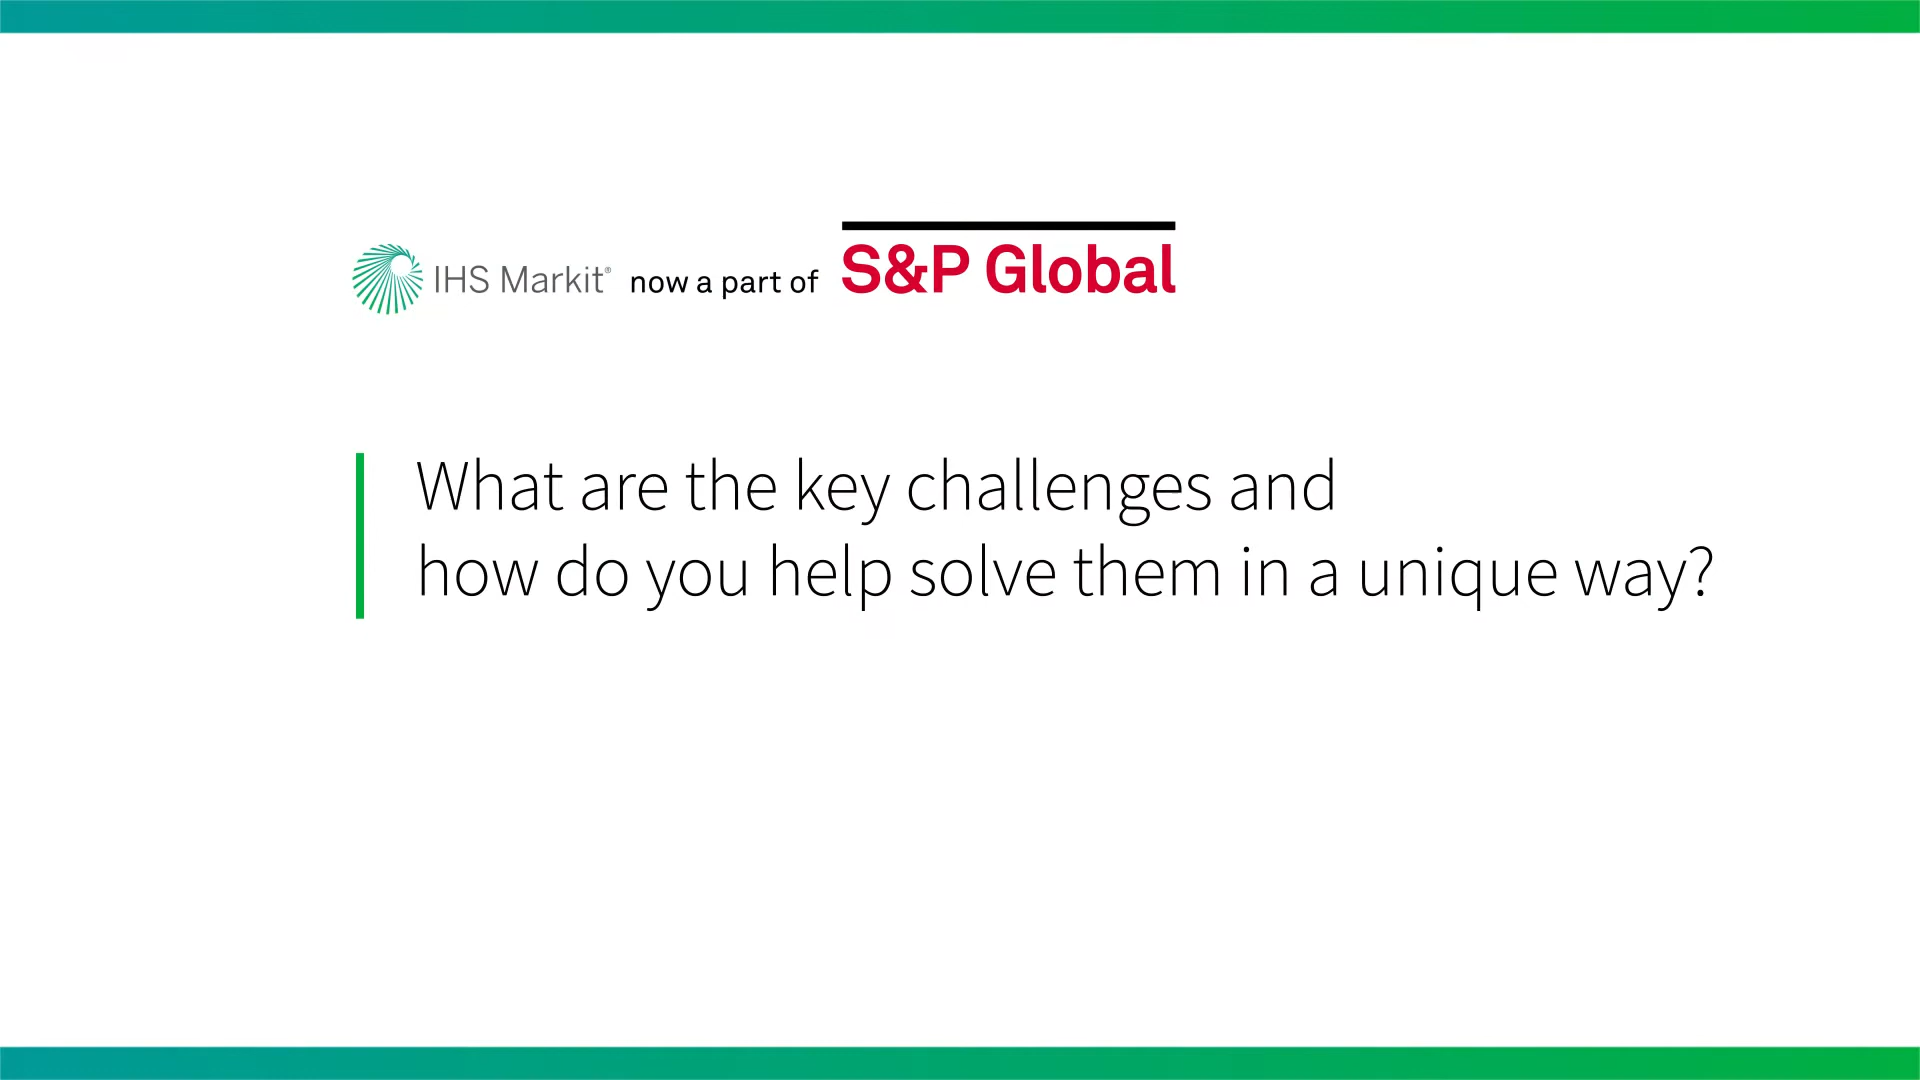 IHS Markit® now a part of S&P Global
What are the key challenges and
how do you help solve them in a unique way?